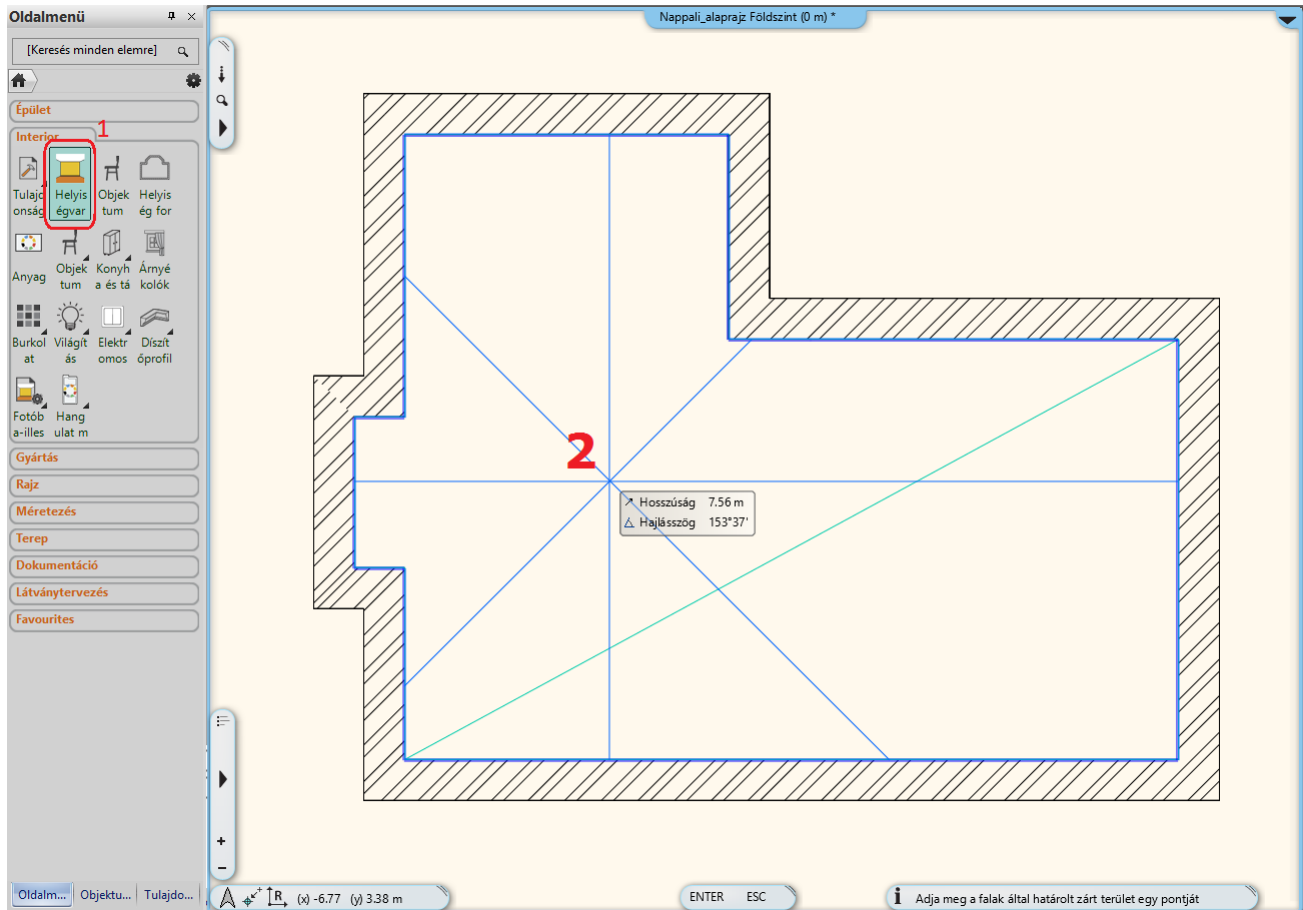 Oldalmenü
Nappali_alaprajz Földszint (0 m) *
[Keresés minden elemre]
Épület
Interior
1
Tulajd
onság
Helyis
égvar
Objek
tum
Helyis
ég for
Anyag
Objek
tum
Konyh
a és tá
Árnyé
kolók
Burkol
at
Világít
ás
Elektr
omos
Díszít
óprofil
Fotób
a-illes
Hang
ulat m
Gyártás
Rajz
Méretezés
Terep
Dokumentáció
Látványtervezés
Favourites
2
Hosszúság 7.56 m
Hajlásszög 153°37'
Oldalm...
Objektu...
Tulajdo...
R
(x) -6.77 (y) 3.38 m
ENTER ESC
Adja meg a falak által határolt zárt terület egy pontját